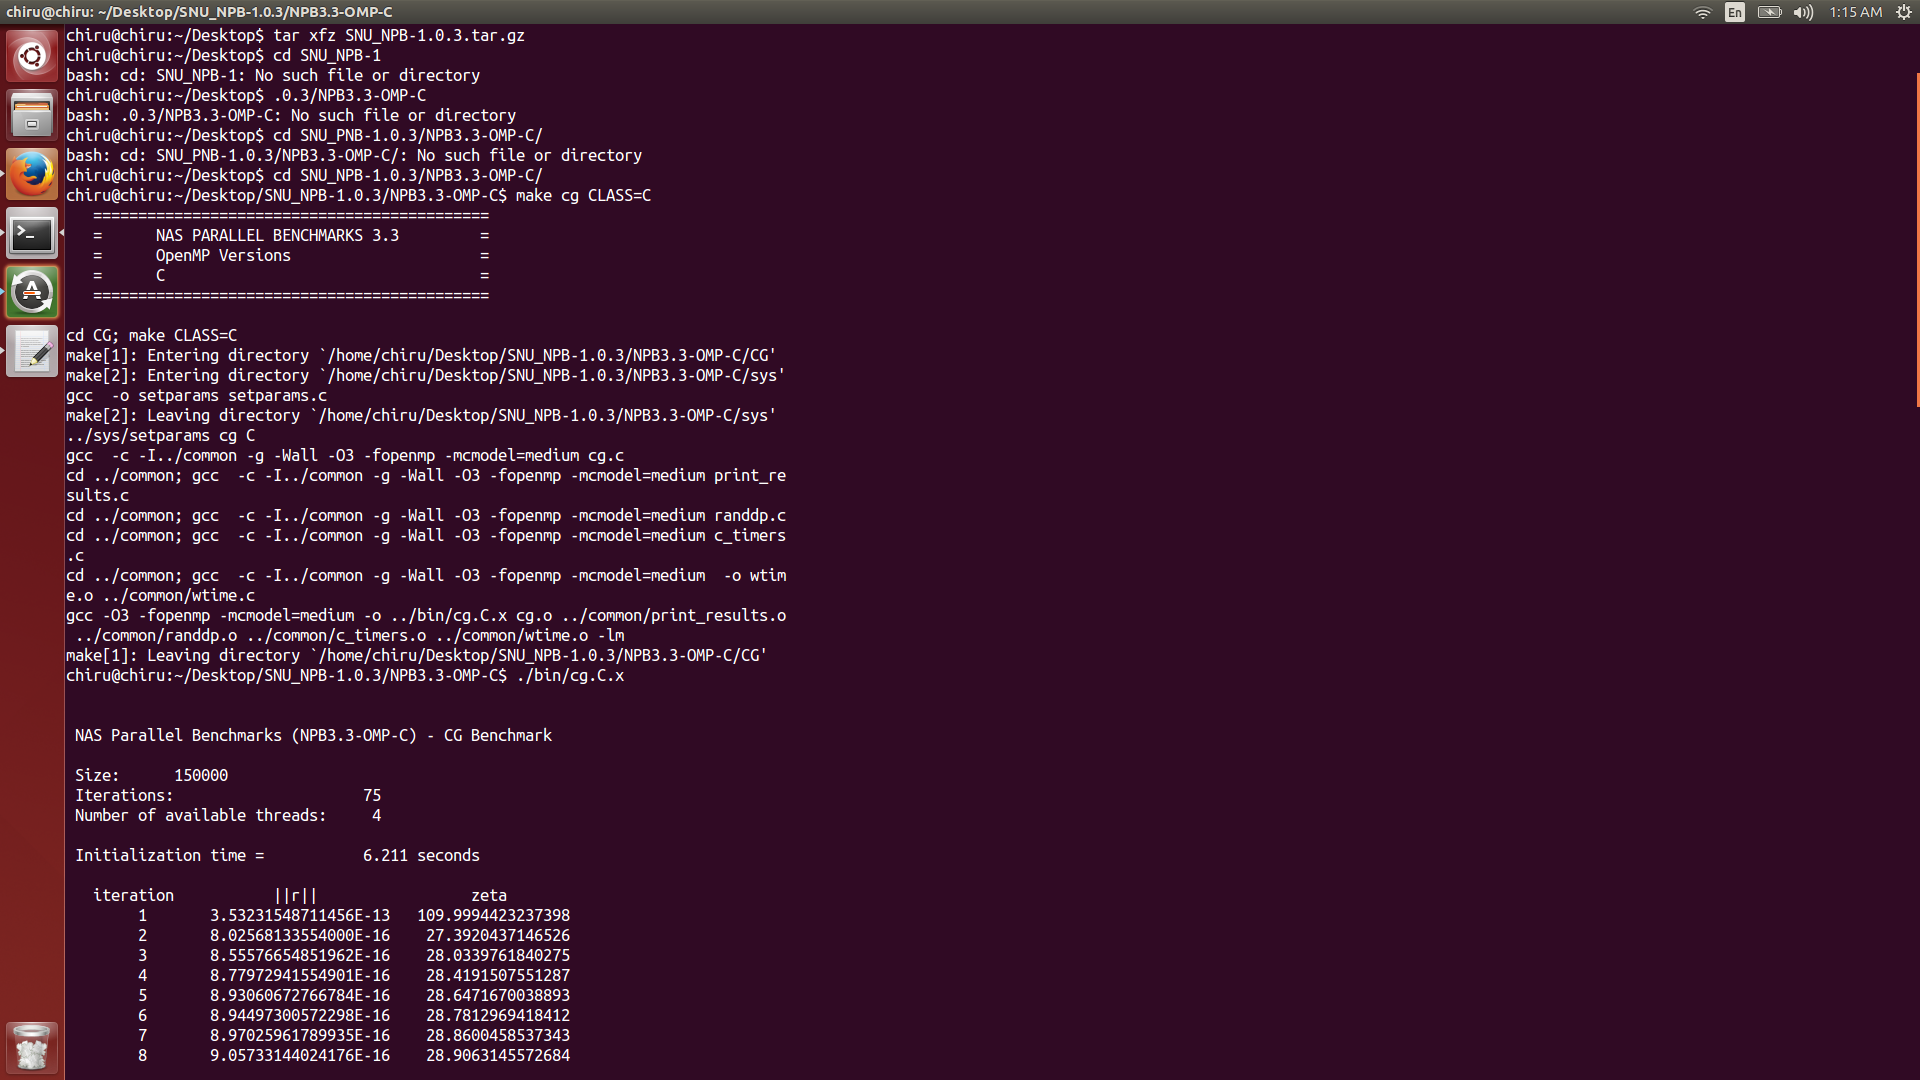 chiru@chiru: ~/Desktop/SNU_NPB-1.0.3/NPB3.3-OMP-C
En
1:15 AM
chiru@chiru:~/Desktop$ tar xfz SNU_NPB-1.0.3.tar.gz
chiru@chiru:~/Desktop$ cd SNU_NPB-1
bash: cd: SNU_NPB-1: No such file or directory
chiru@chiru:~/Desktop$ .0.3/NPB3.3-OMP-C
bash: .0.3/NPB3.3-OMP-C: No such file or directory
chiru@chiru:~/Desktop$ cd SNU_PNB-1.0.3/NPB3.3-OMP-C/
bash: cd: SNU_PNB-1.0.3/NPB3.3-OMP-C/: No such file or directory
chiru@chiru:~/Desktop$ cd SNU_NPB-1.0.3/NPB3.3-OMP-C/
chiru@chiru:~/Desktop/SNU_NPB-1.0.3/NPB3.3-OMP-C$ make cg CLASS=C
   ============================================
   =      NAS PARALLEL BENCHMARKS 3.3         =
   =      OpenMP Versions                     =
   =      C                                   =
   ============================================
cd CG; make CLASS=C
make[1]: Entering directory `/home/chiru/Desktop/SNU_NPB-1.0.3/NPB3.3-OMP-C/CG'
make[2]: Entering directory `/home/chiru/Desktop/SNU_NPB-1.0.3/NPB3.3-OMP-C/sys'
gcc  -o setparams setparams.c
make[2]: Leaving directory `/home/chiru/Desktop/SNU_NPB-1.0.3/NPB3.3-OMP-C/sys'
../sys/setparams cg C
gcc  -c -I../common -g -Wall -O3 -fopenmp -mcmodel=medium cg.c
cd ../common; gcc  -c -I../common -g -Wall -O3 -fopenmp -mcmodel=medium print_re
sults.c
cd ../common; gcc  -c -I../common -g -Wall -O3 -fopenmp -mcmodel=medium randdp.c
cd ../common; gcc  -c -I../common -g -Wall -O3 -fopenmp -mcmodel=medium c_timers
.c
cd ../common; gcc  -c -I../common -g -Wall -O3 -fopenmp -mcmodel=medium  -o wtim
e.o ../common/wtime.c
gcc -O3 -fopenmp -mcmodel=medium -o ../bin/cg.C.x cg.o ../common/print_results.o
 ../common/randdp.o ../common/c_timers.o ../common/wtime.o -lm
make[1]: Leaving directory `/home/chiru/Desktop/SNU_NPB-1.0.3/NPB3.3-OMP-C/CG'
chiru@chiru:~/Desktop/SNU_NPB-1.0.3/NPB3.3-OMP-C$ ./bin/cg.C.x
 NAS Parallel Benchmarks (NPB3.3-OMP-C) - CG Benchmark
 Size:      150000
 Iterations:                     75
 Number of available threads:     4
 Initialization time =           6.211 seconds
   iteration           ||r||                 zeta
        1       3.53231548711456E-13   109.9994423237398
        2       8.02568133554000E-16    27.3920437146526
        3       8.55576654851962E-16    28.0339761840275
        4       8.77972941554901E-16    28.4191507551287
        5       8.93060672766784E-16    28.6471670038893
        6       8.94497300572298E-16    28.7812969418412
        7       8.97025961789935E-16    28.8600458537343
        8       9.05733144024176E-16    28.9063145572684